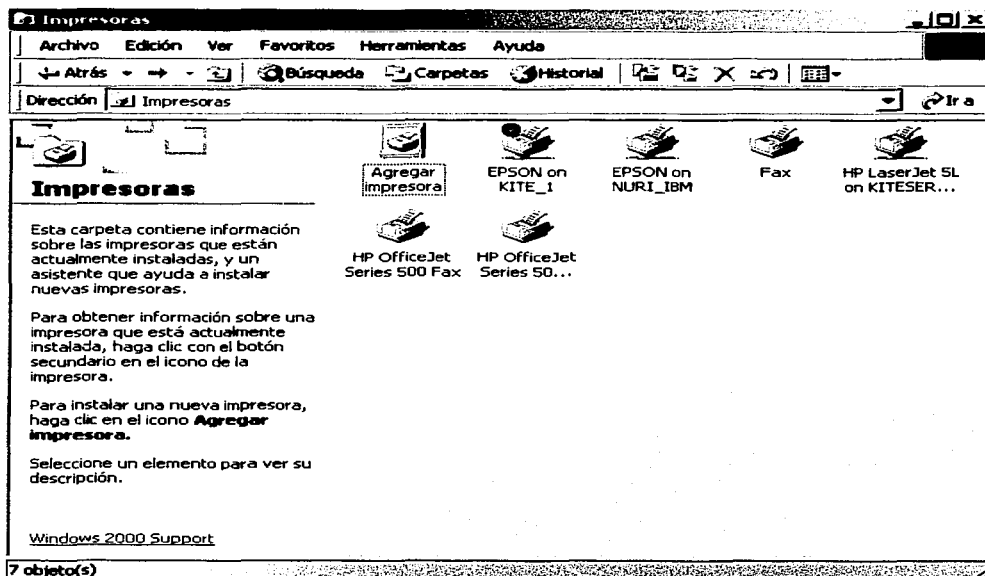 Impresoras
Archivo Edición Ver Favoritos Herramientas Ayuda
Atrás Búsqueda Carpetas Historial
Dirección Impresoras Ir a
Impresoras
Esta carpeta contiene información
sobre las impresoras que están
actualmente instaladas, y un
asistente que ayuda a instalar
nuevas impresoras.
Para obtener información sobre una
impresora que está actualmente
instalada, haga clic con el botón
secundario en el icono de la
impresora.
Para instalar una nueva impresora,
haga clic en el icono Agregar
impresora.
Seleccione un elemento para ver su
descripción.
Windows 2000 Support
Agregar
impresora
EPSON on
KITE_1
EPSON on
NURI_IBM
Fax
HP LaserJet 5L
on KITESER...
HP OfficeJet
Series 500 Fax
HP OfficeJet
Series 50...
7 objeto(s)